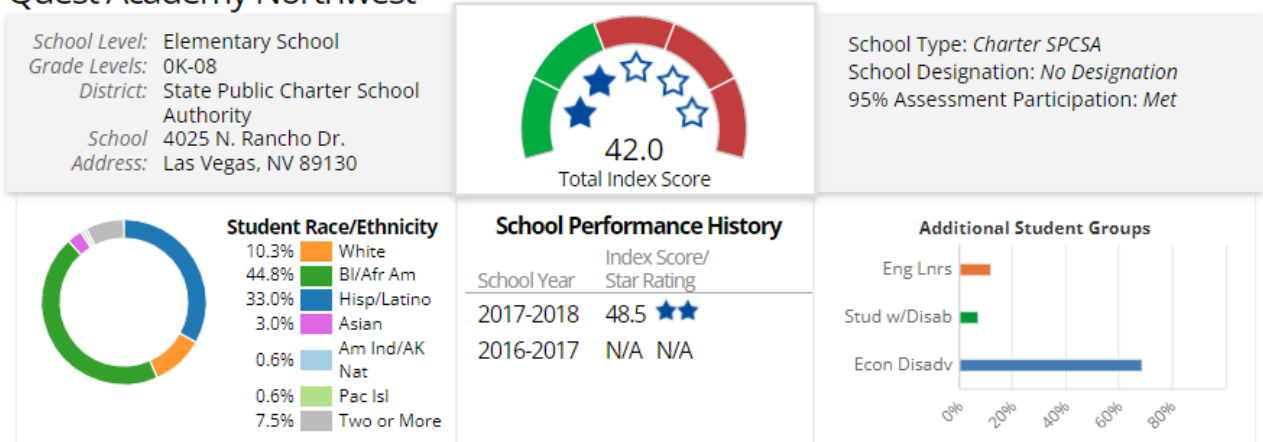 Quest Academy Northwest
School Level: Elementary School
Grade Levels: 0K-08
District: State Public Charter School
Authority
School 4025 N. Rancho Dr.
Address: Las Vegas, NV 89130
42.0
Total Index Score
School Type: Charter SPCSA
School Designation: No Designation
95% Assessment Participation: Met
Student Race/Ethnicity
10.3% White
44.8% Bl/Afr Am
33.0% Hisp/Latino
3.0% Asian
0.6% Am Ind/AK
Nat
0.6% Pac Isl
7.5% Two or More
School Performance History
Index Score/
School Year Star Rating
2017-2018 48.5
2016-2017 N/A N/A
Additional Student Groups
Eng Lnrs
Stud w/Disab
Econ Disadv
0% 20% 40% 60% 80%